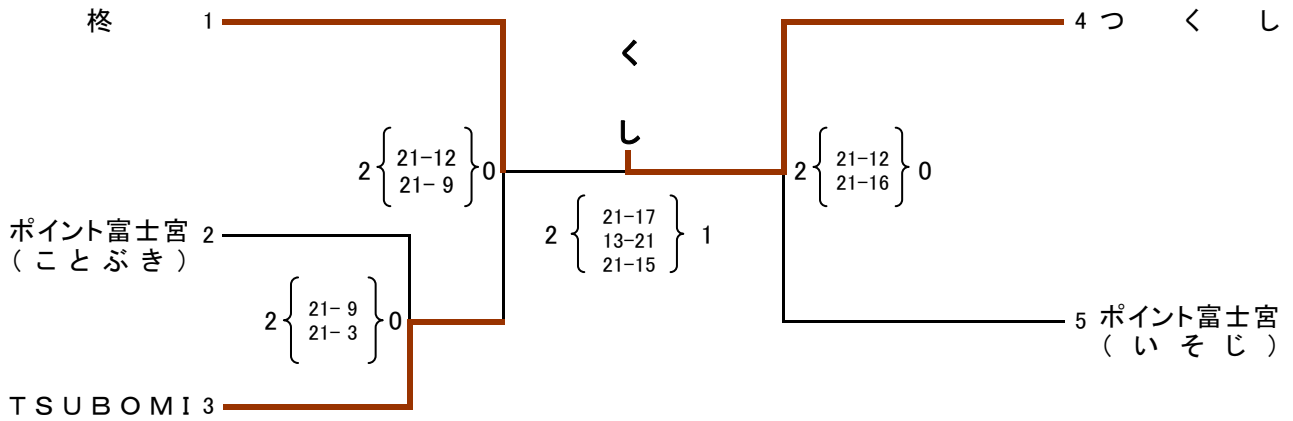 柊 1
4 つくし
く
し
2 21-12 0
21- 9
2 21-12 0
21-16
2 21-17 1
13-21
21-15
ポイント富士宮 2
(ことぶき)
2 21- 9 0
21- 3
5 ポイント富士宮
(いそじ)
TSUBOMI 3